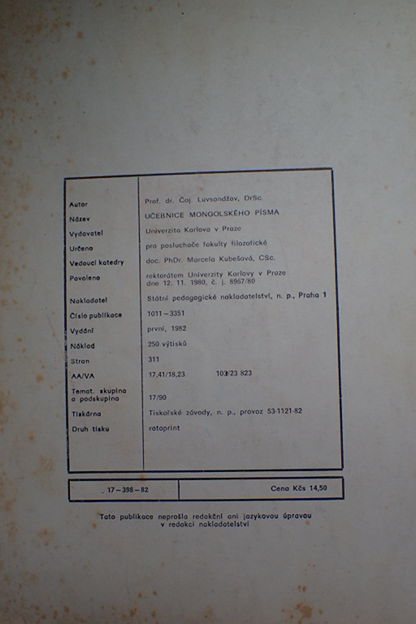 Autor Prof. dr. Čoj. Luvsandžav, DrSc.
Název UČEBNICE MONGOLSKÉHO PÍSMA
Vydavatel Univerzita Karlova v Praze
Určeno pro posluchače fakulty filozofické
Vedoucí katedry doc. PhDr. Marcela Kubešová, CSc.
Povoleno rektorátem Univerzity Karlovy v Praze
dne 12. 11. 1980, č. j. 8967/80
Nakladatel Státní pedagogické nakladatelství, n. p., Praha 1
Číslo publikace 1011—3351
Vydání první, 1982
Náklad 250 výtisků
Stran 311
AA/VA 17,41/18,23 103/23 823
Temat. skupina
a podskupina 17/90
Tiskárna Tiskařské závody, n. p., provoz 53-1121-82
Druh tisku rotaprint
17—398—82 Cena Kčs 14,50
Tato publikace neprošla redakční ani jazykovou úpravou
v redakci nakladatelství